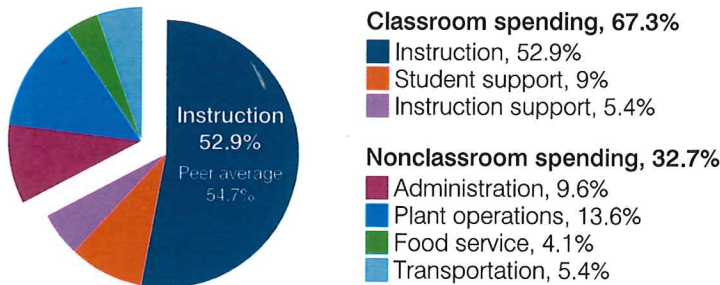 Instruction
52.9%
Peer average
54.7%
Classroom spending, 67.3%
Instruction, 52.9%
Student support, 9%
Instruction support, 5.4%
Nonclassroom spending, 32.7%
Administration, 9.6%
Plant operations, 13.6%
Food service, 4.1%
Transportation, 5.4%